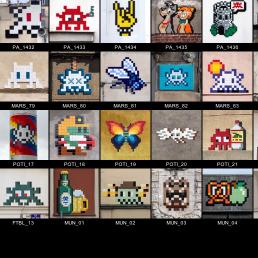 PA_1432 PA_1433 PA_1434 PA_1435 PA_1436
MARS_79 MARS_80 MARS_81 MARS_82 MARS_83
POTI_17 POTI_18 POTI_19 POTI_20 POTI_21
FTBL_13 MUN_01 MUN_02 MUN_03 MUN_04